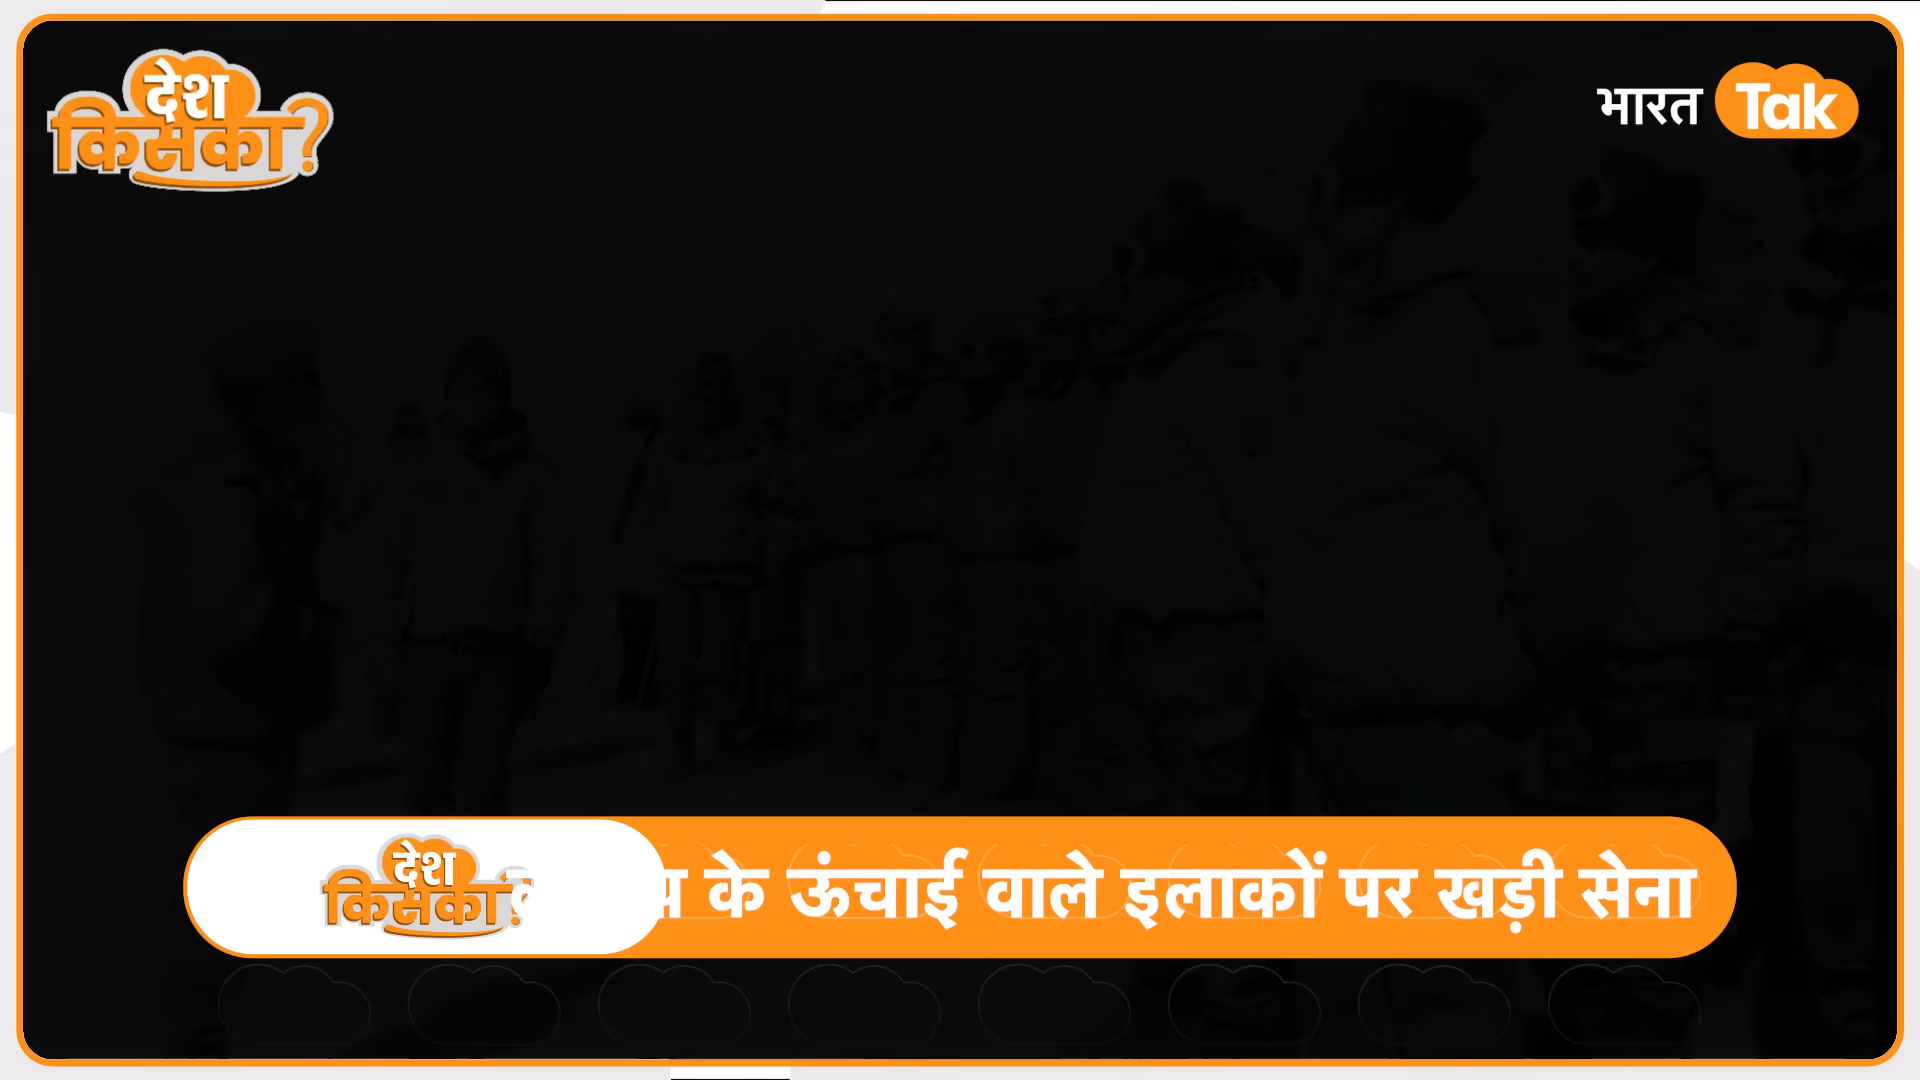 देश
किसका?
भारत Tak
देश
किसका?
के ऊंचाई वाले इलाकों पर खड़ी सेना